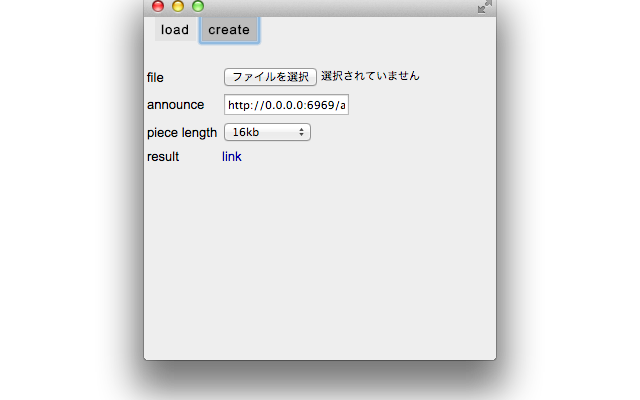 load create
file ファイルを選択 選択されていません
announce http://0.0.0.0:6969/a
piece length 16kb
result link